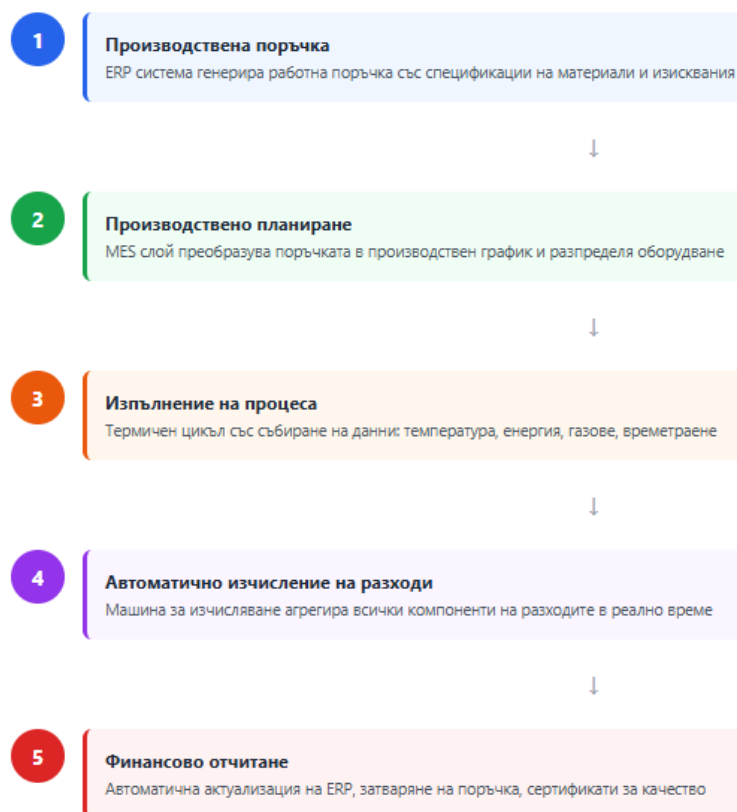 1
Производствена поръчка
ERP система генерира работна поръчка със спецификации на материали и изисквания
↓
2
Производствено планиране
MES слой преобразува поръчката в производствен график и разпределя оборудване
↓
3
Изпълнение на процеса
Термичен цикъл със събиране на данни: температура, енергия, газове, времетраене
↓
4
Автоматично изчисление на разходи
Машина за изчисляване агрегира всички компоненти на разходите в реално време
↓
5
Финансово отчитане
Автоматична актуализация на ERP, затваряне на поръчка, сертификати за качество